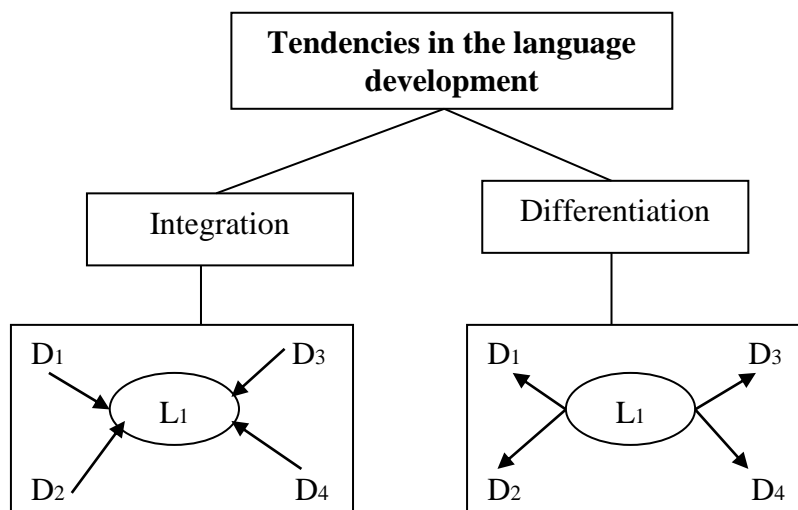 Tendencies in the language
development
Integration
Differentiation
D1 D3
L1
D2 D4
D1 D3
L1
D2 D4